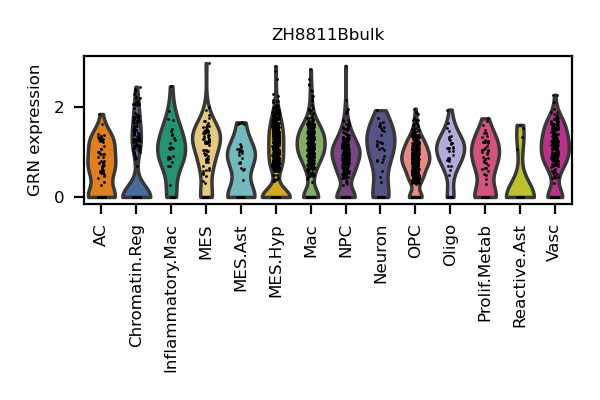 ZH8811Bbulk
GRN expression
2
0
AC
Chromatin.Reg
Inflammatory.Mac
MES
MES.Ast
MES.Hyp
Mac
NPC
Neuron
OPC
Oligo
Prolif.Metab
Reactive.Ast
Vasc